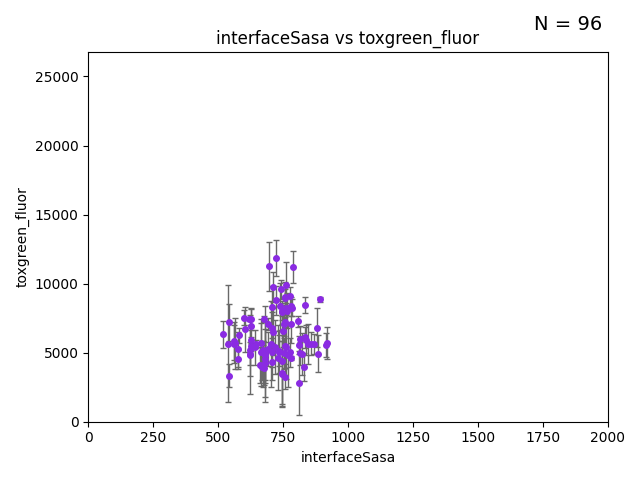 N = 96
interfaceSasa vs toxgreen_fluor
25000
20000
15000
10000
5000
0
toxgreen_fluor
0 250 500 750 1000 1250 1500 1750 2000
interfaceSasa